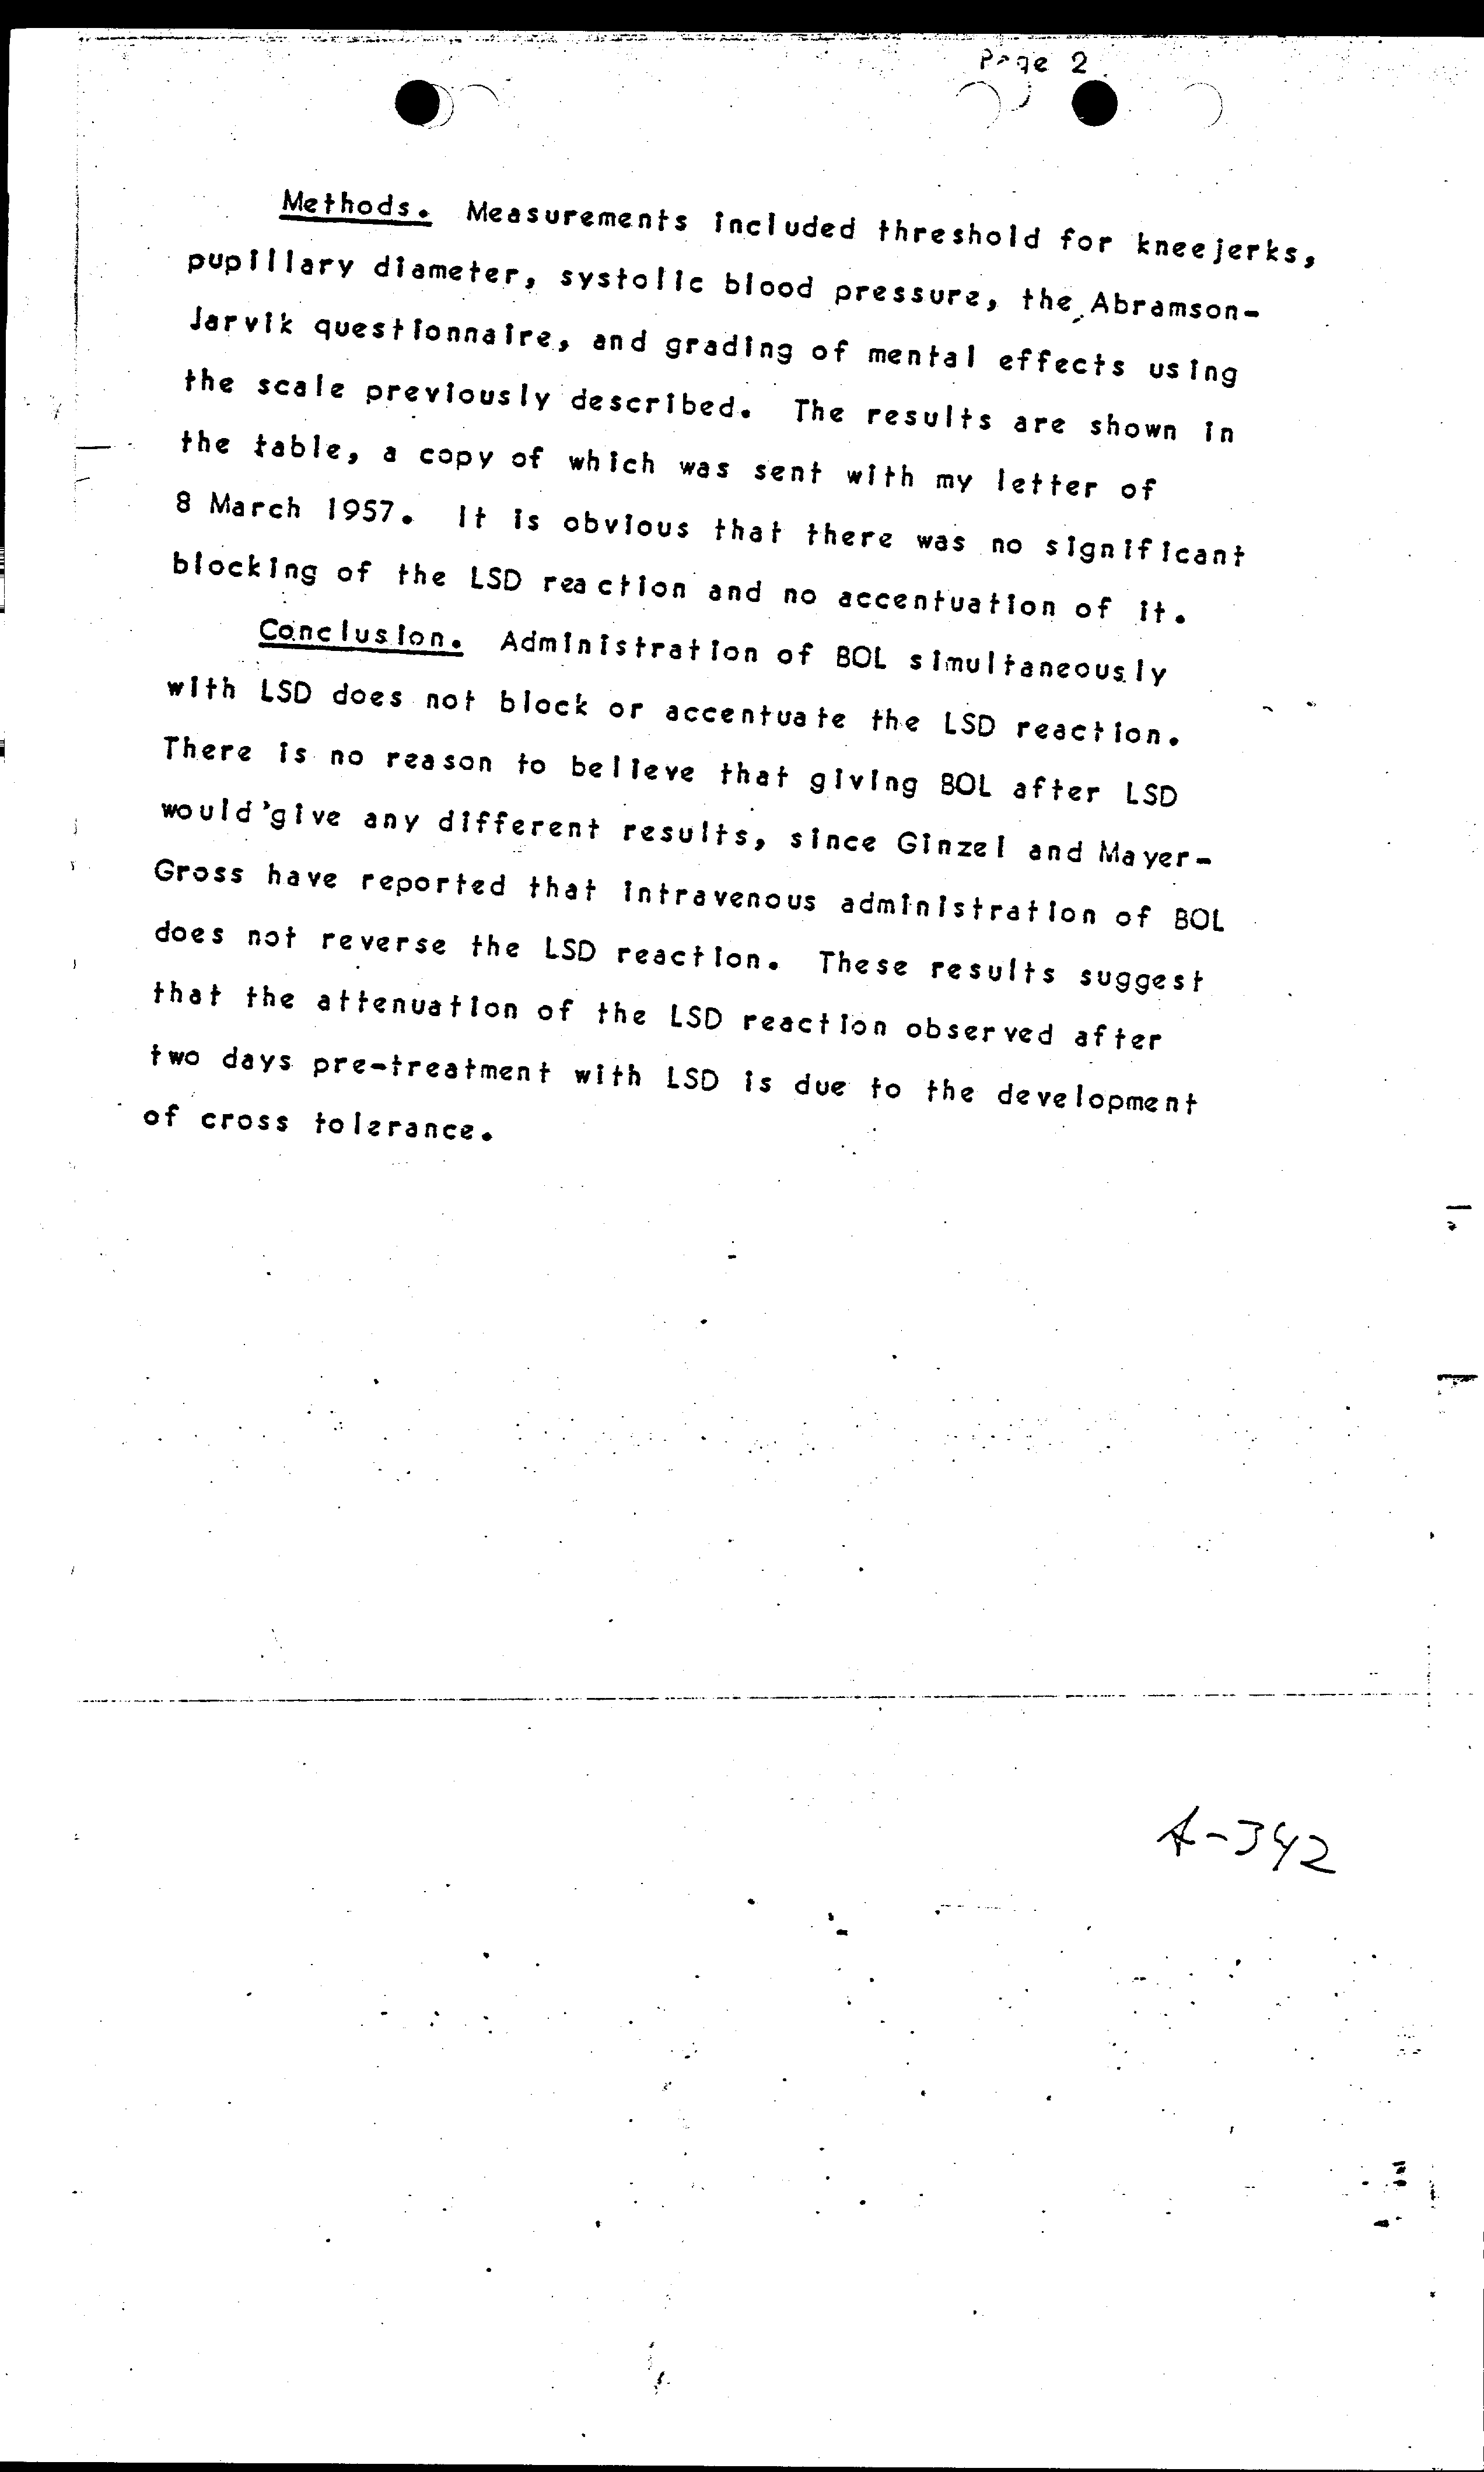 Page 2
Methods. Measurements included threshold for kneejerks,
pupillary diameter, systolic blood pressure, the Abramson-
Jarvik questionnaire, and grading of mental effects using
the scale previously described. The results are shown in
the table, a copy of which was sent with my letter of
8 March 1957. It is obvious that there was no significant
blocking of the LSD reaction and no accentuation of it.
Conclusion. Administration of BOL simultaneously
with LSD does not block or accentuate the LSD reaction.
There is no reason to believe that giving BOL after LSD
would give any different results, since Ginzel and Mayer-
Gross have reported that intravenous administration of BOL
does not reverse the LSD reaction. These results suggest
that the attenuation of the LSD reaction observed after
two days pre-treatment with LSD is due to the development
of cross tolerance.
A-342